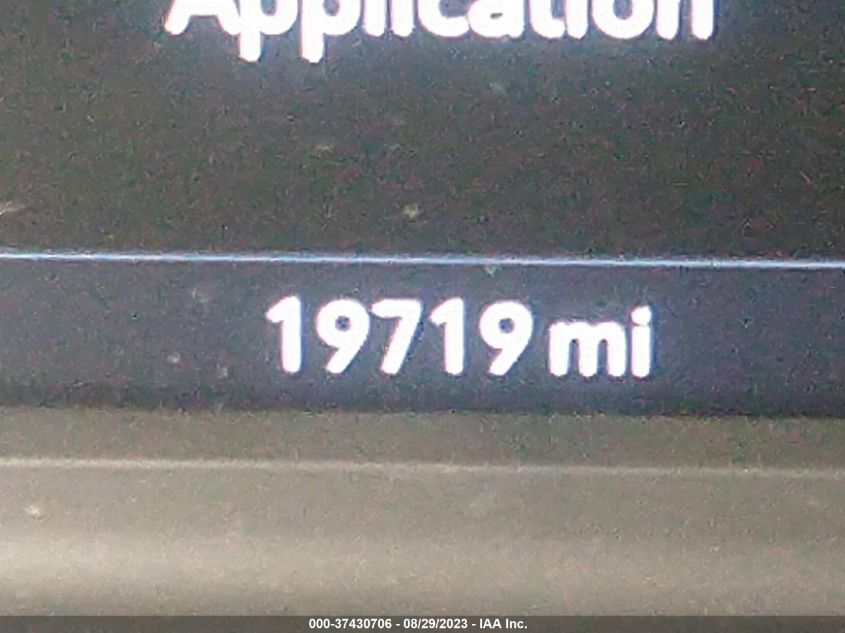 Application
19719 mi
000-37430706 - 08/29/2023 - IAA Inc.